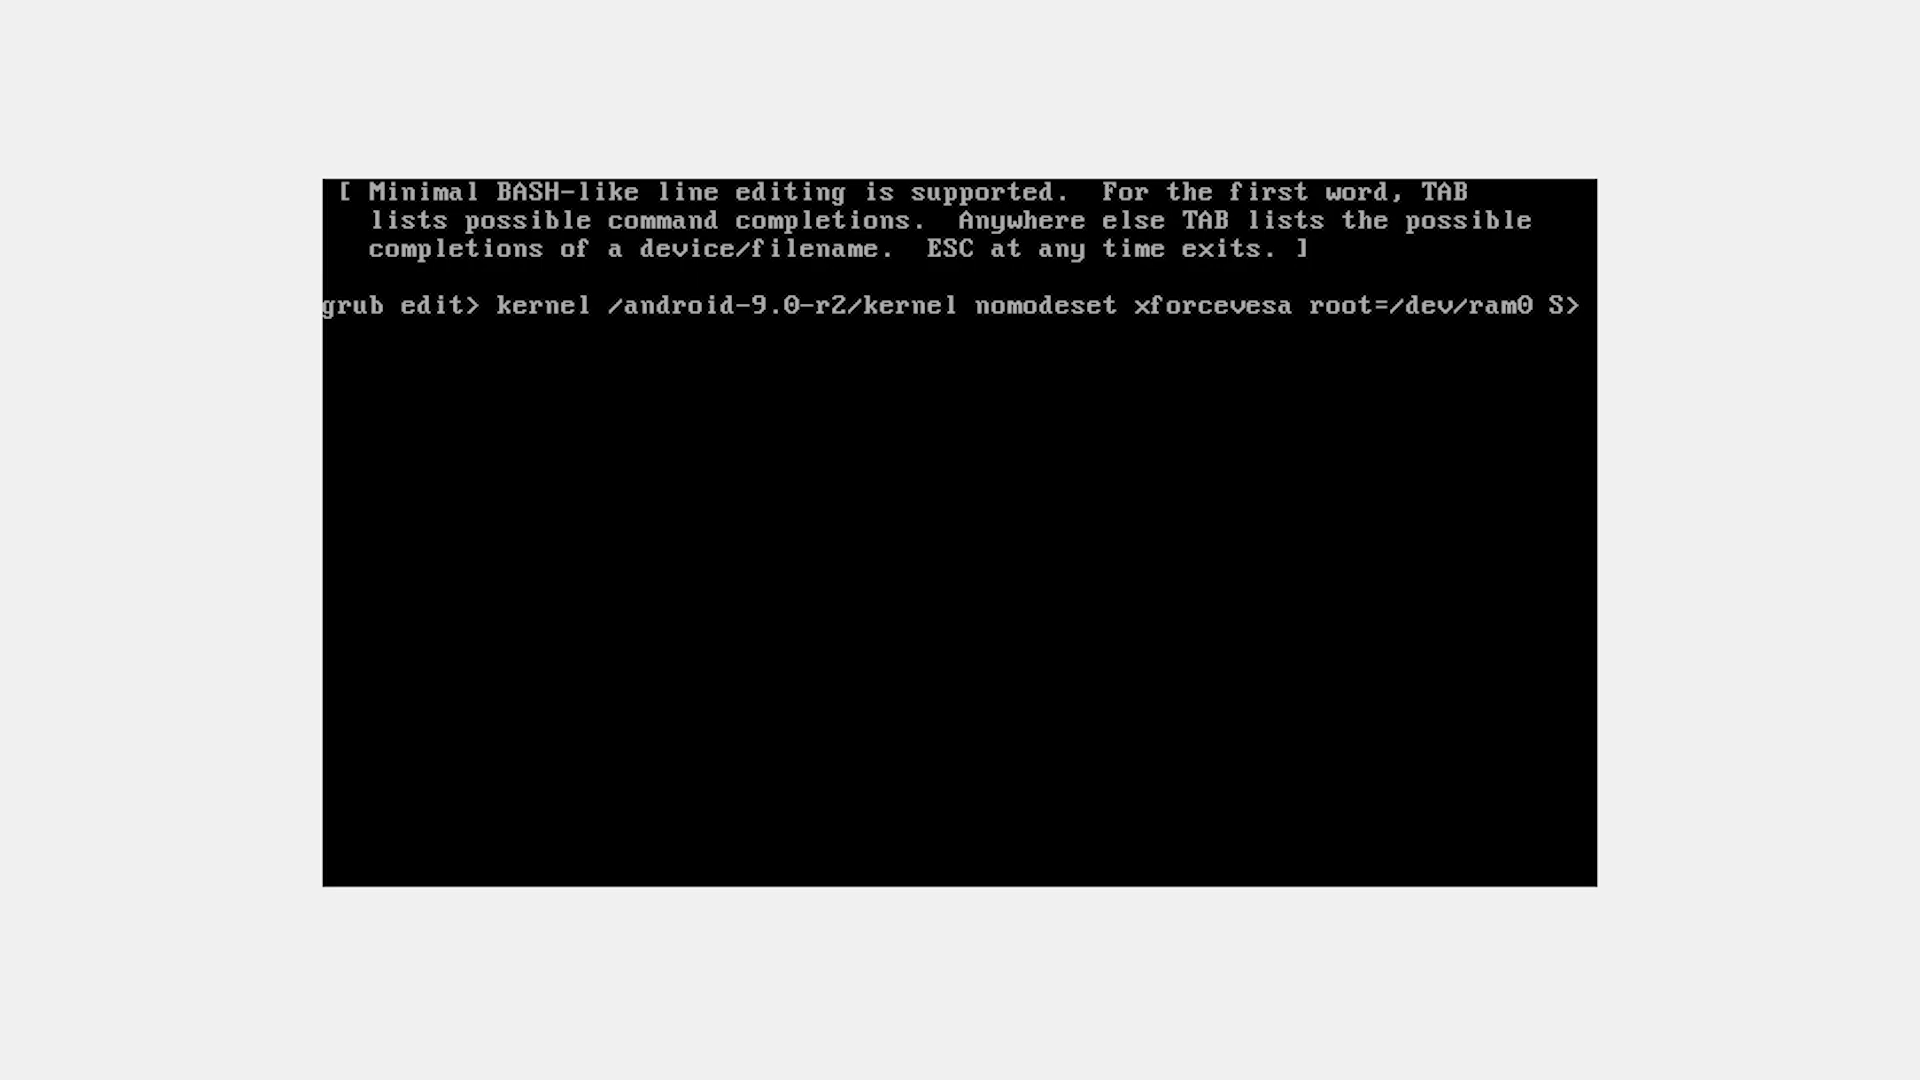 [ Minimal BASH-like line editing is supported.  For the first word, TAB
lists possible command completions.  Anywhere else TAB lists the possible
completions of a device/filename.  ESC at any time exits. ]
grub edit> kernel /android-9.0-r2/kernel nomodeset xforcevesa root=/dev/ram0 S>